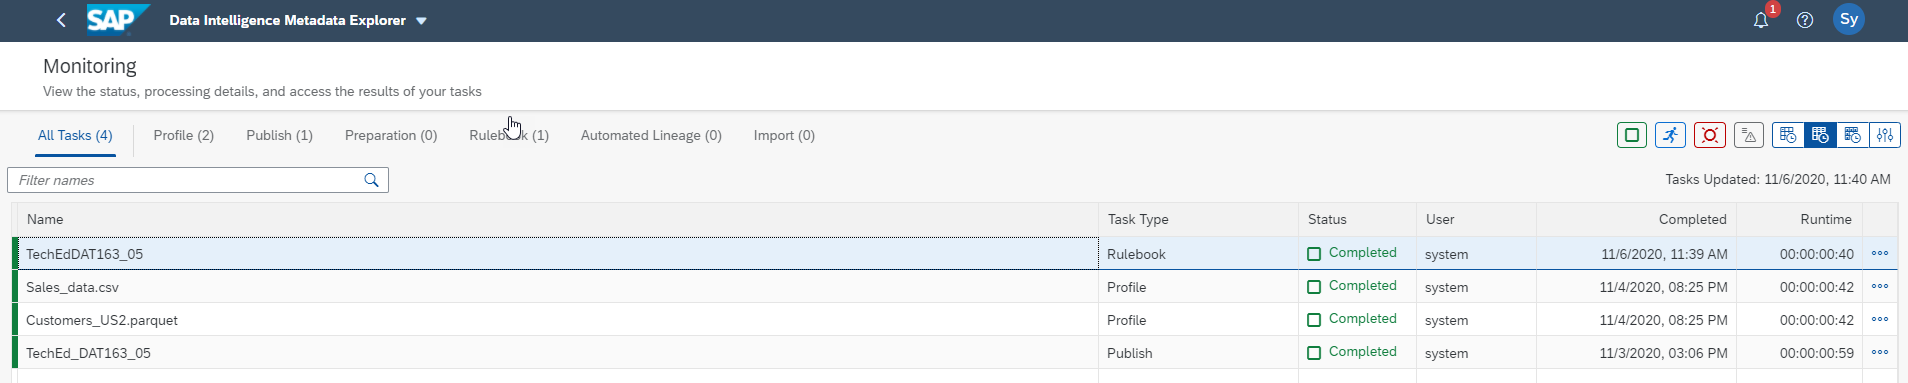 SAP Data Intelligence Metadata Explorer 1 Sy
Monitoring
View the status, processing details, and access the results of your tasks
All Tasks (4) Profile (2) Publish (1) Preparation (0) Rulebook (1) Automated Lineage (0) Import (0)
Filter names Tasks Updated: 11/6/2020, 11:40 AM
Name Task Type Status User Completed Runtime
TechEdDAT163_05 Rulebook Completed system 11/6/2020, 11:39 AM 00:00:00:40
Sales_data.csv Profile Completed system 11/4/2020, 08:25 PM 00:00:00:42
Customers_US2.parquet Profile Completed system 11/4/2020, 08:25 PM 00:00:00:42
TechEd_DAT163_05 Publish Completed system 11/3/2020, 03:06 PM 00:00:00:59